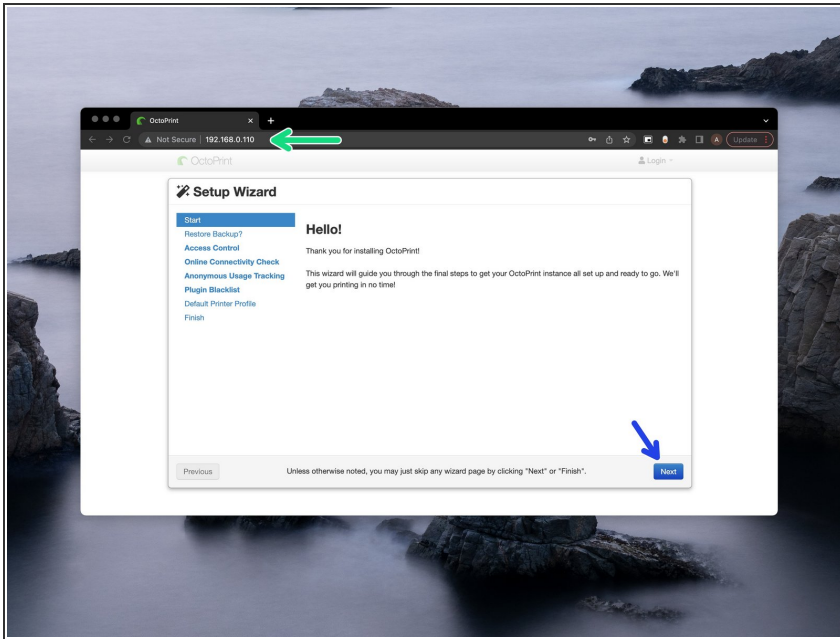 OctoPrint
Not Secure | 192.168.0.110
A
Update
OctoPrint
Login
Setup Wizard
Start
Restore Backup?
Access Control
Online Connectivity Check
Anonymous Usage Tracking
Plugin Blacklist
Default Printer Profile
Finish
Hello!
Thank you for installing OctoPrint!
This wizard will guide you through the final steps to get your OctoPrint instance all set up and ready to go. We'll
get you printing in no time!
Previous
Unless otherwise noted, you may just skip any wizard page by clicking "Next" or "Finish".
Next